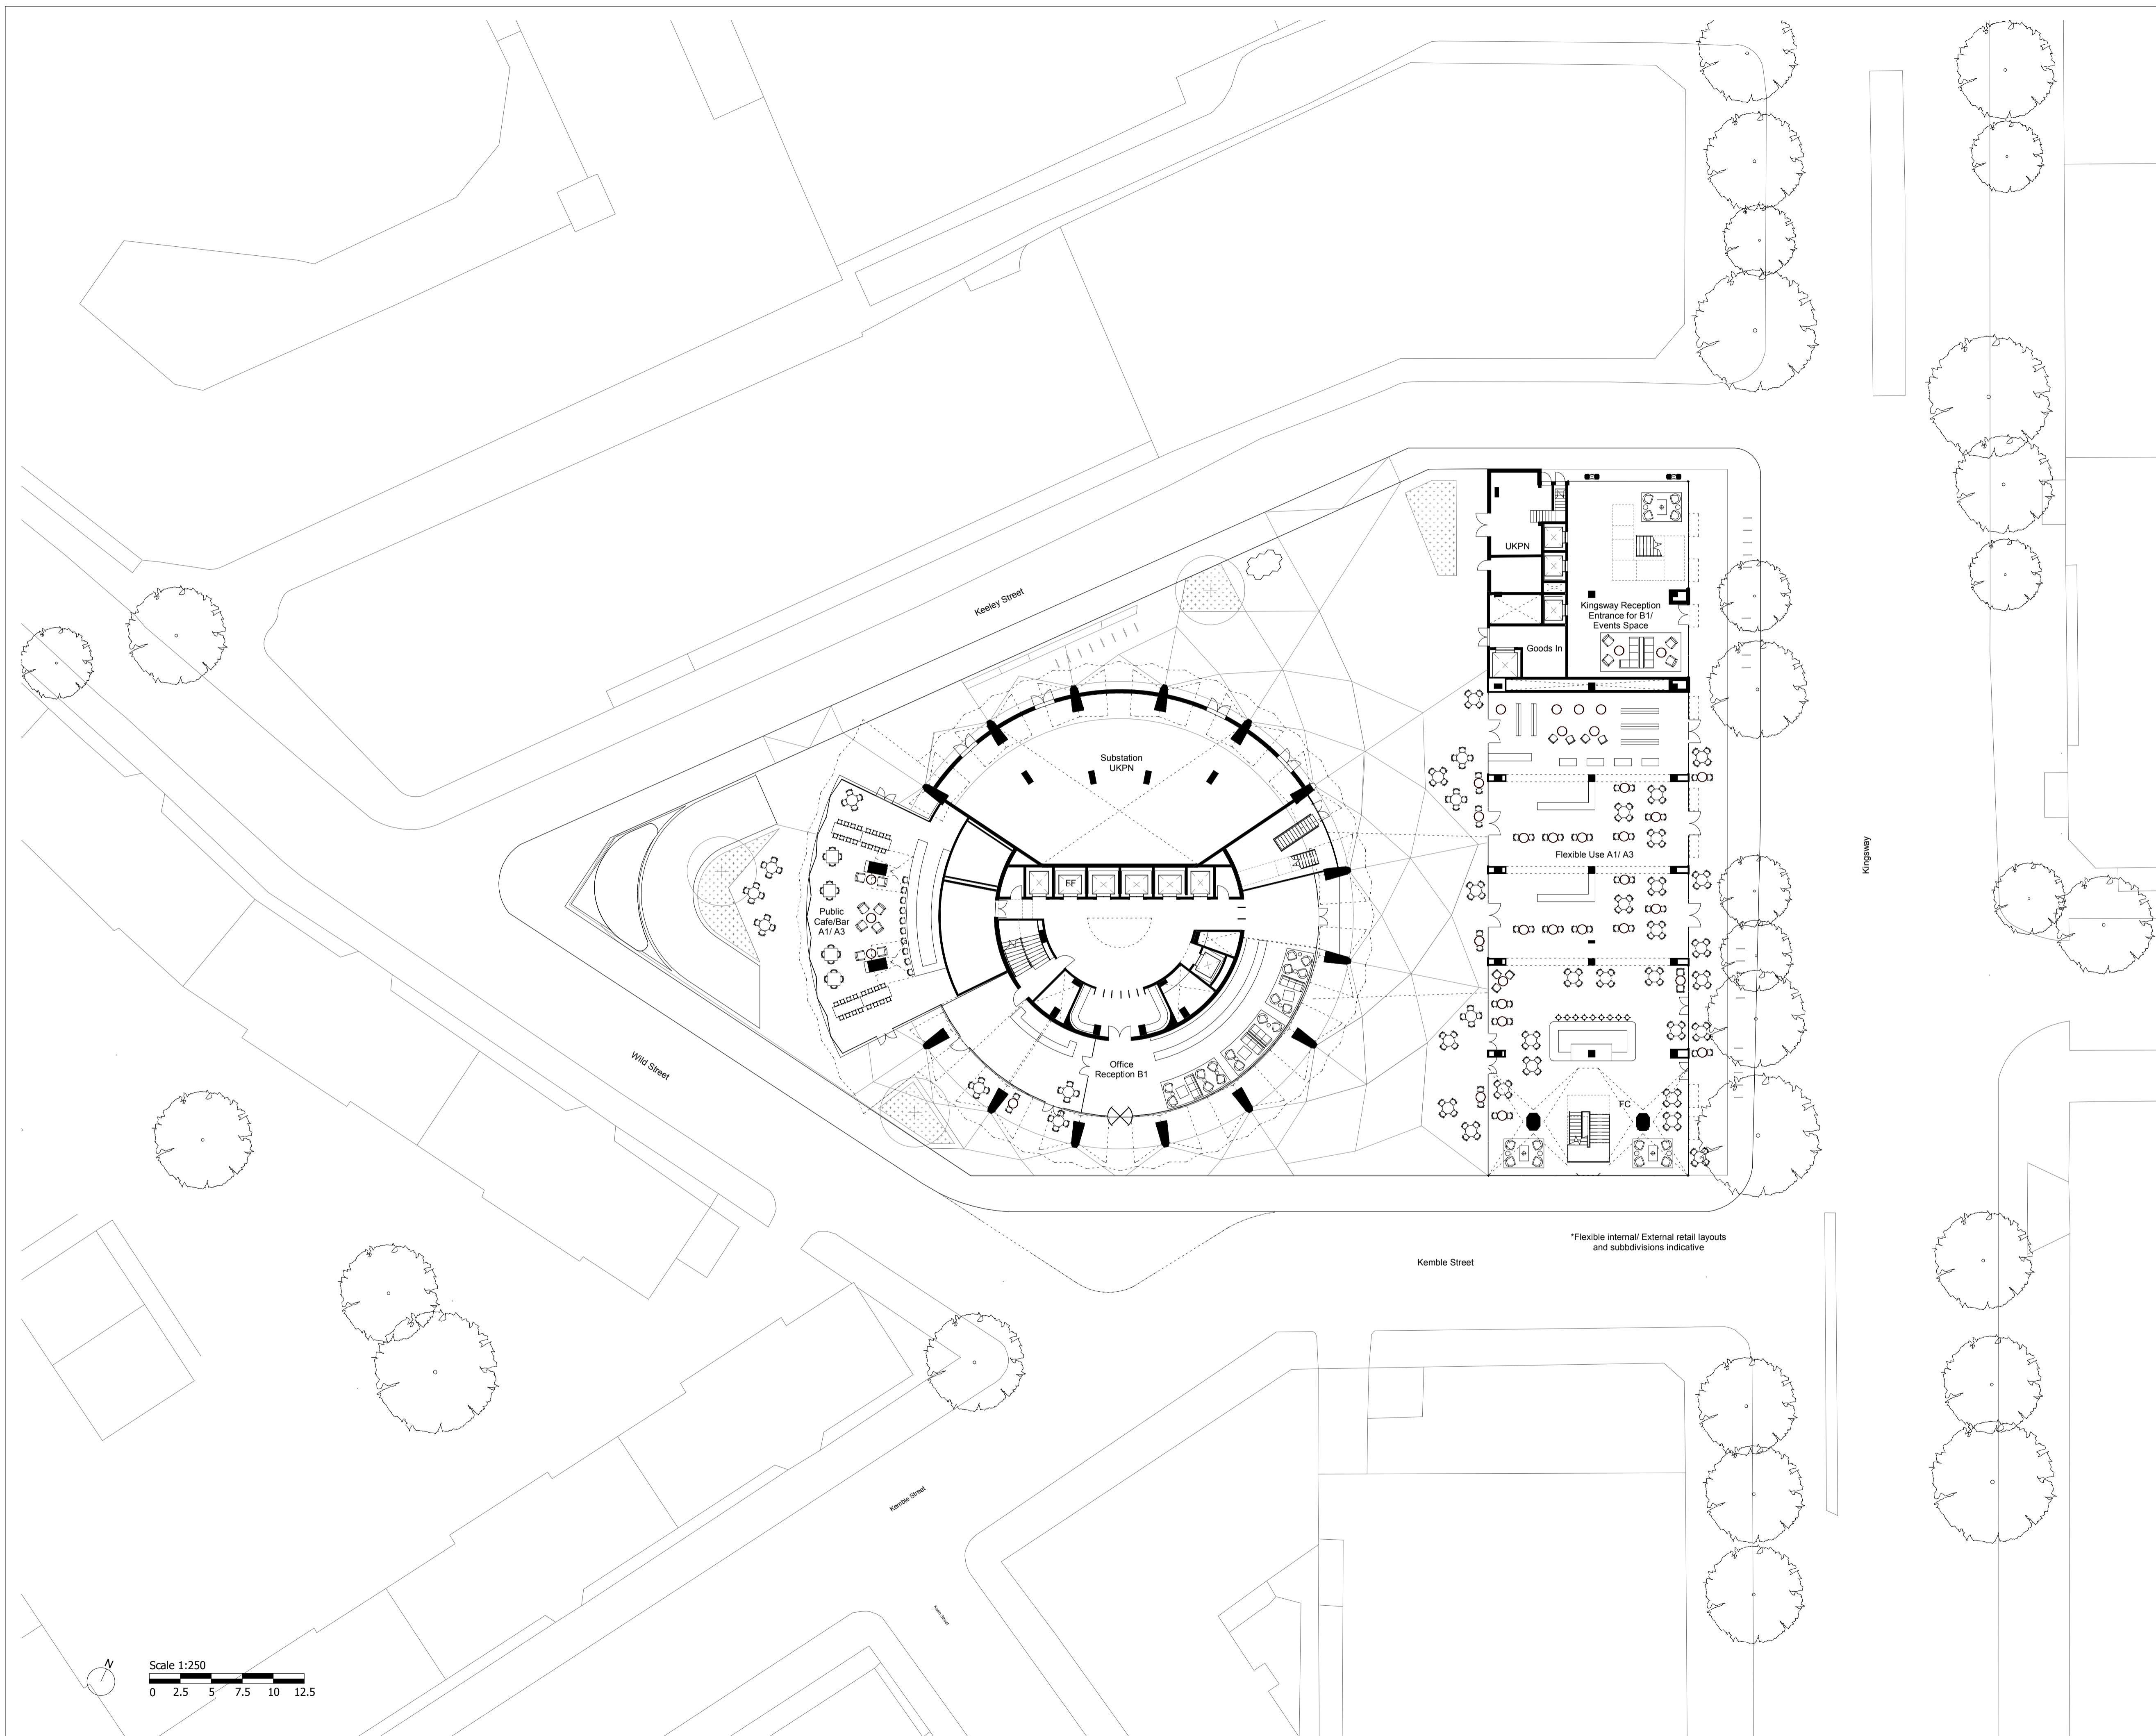 Keeley Street
UKPN
Kingsway Reception
Entrance for B1/
Events Space
Goods In
Substation
UKPN
FF
Flexible Use A1/ A3
Kingsway
Public
Cafe/Bar
A1/ A3
Office
Reception B1
Wild Street
FC
*Flexible internal/ External retail layouts
and subbdivisions indicative
Kemble Street
Kemble Street
Kean Street
N
Scale 1:250
0 2.5 5 7.5 10 12.5